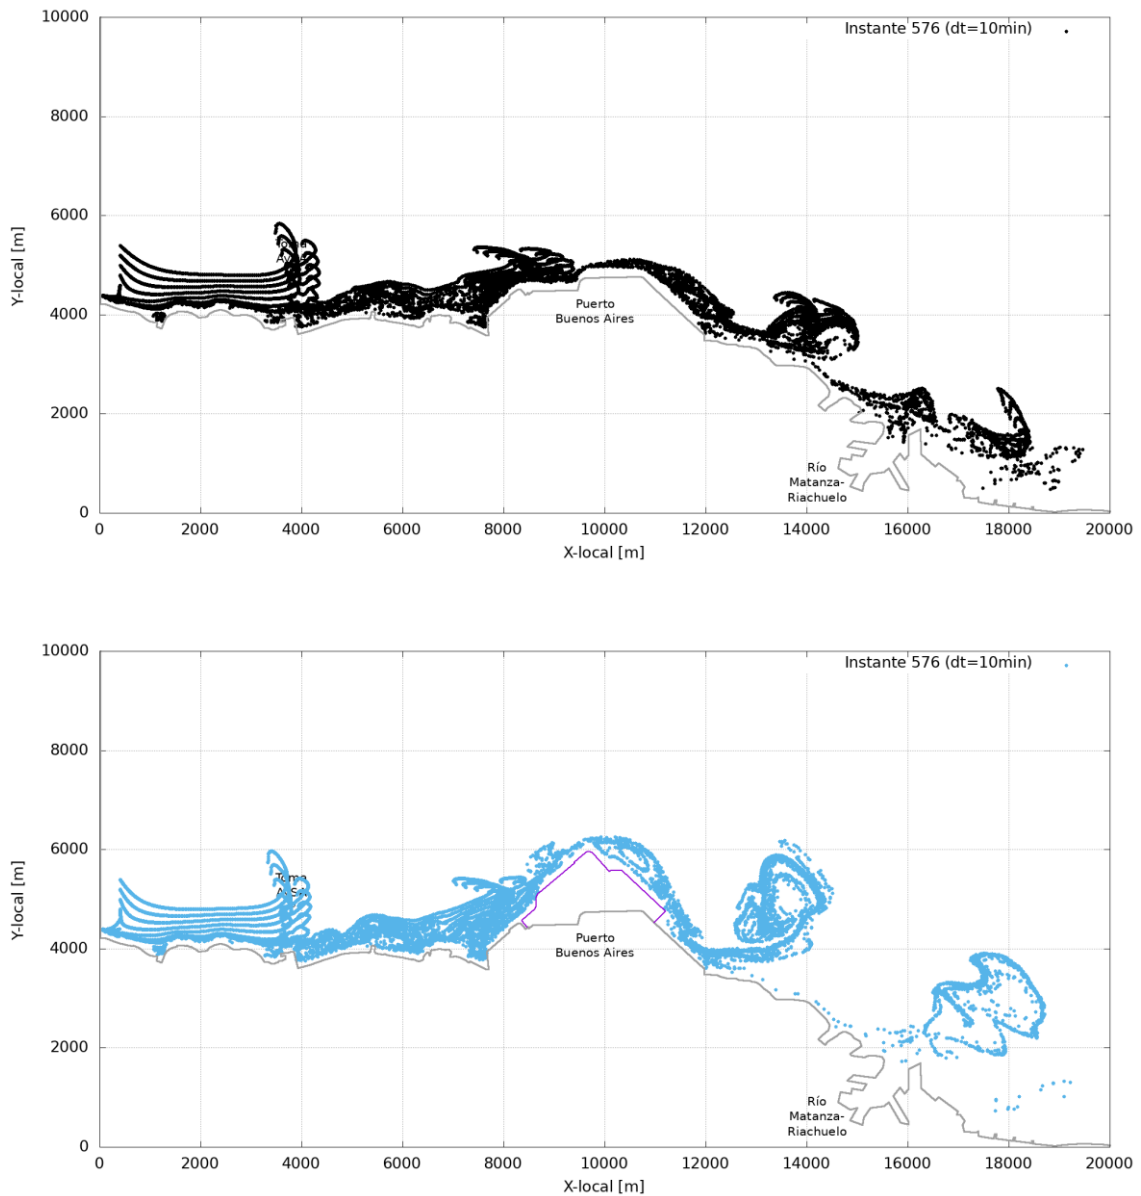 10000
8000
6000
4000
2000
0
Y-local [m]
Instante 576 (dt=10min)
Toma
Puerto
Buenos Aires
Río
Matanza-
Riachuelo
0 2000 4000 6000 8000 10000 12000 14000 16000 18000 20000
X-local [m]
10000
8000
6000
4000
2000
0
Y-local [m]
Instante 576 (dt=10min)
Toma
Puerto
Buenos Aires
Río
Matanza-
Riachuelo
0 2000 4000 6000 8000 10000 12000 14000 16000 18000 20000
X-local [m]